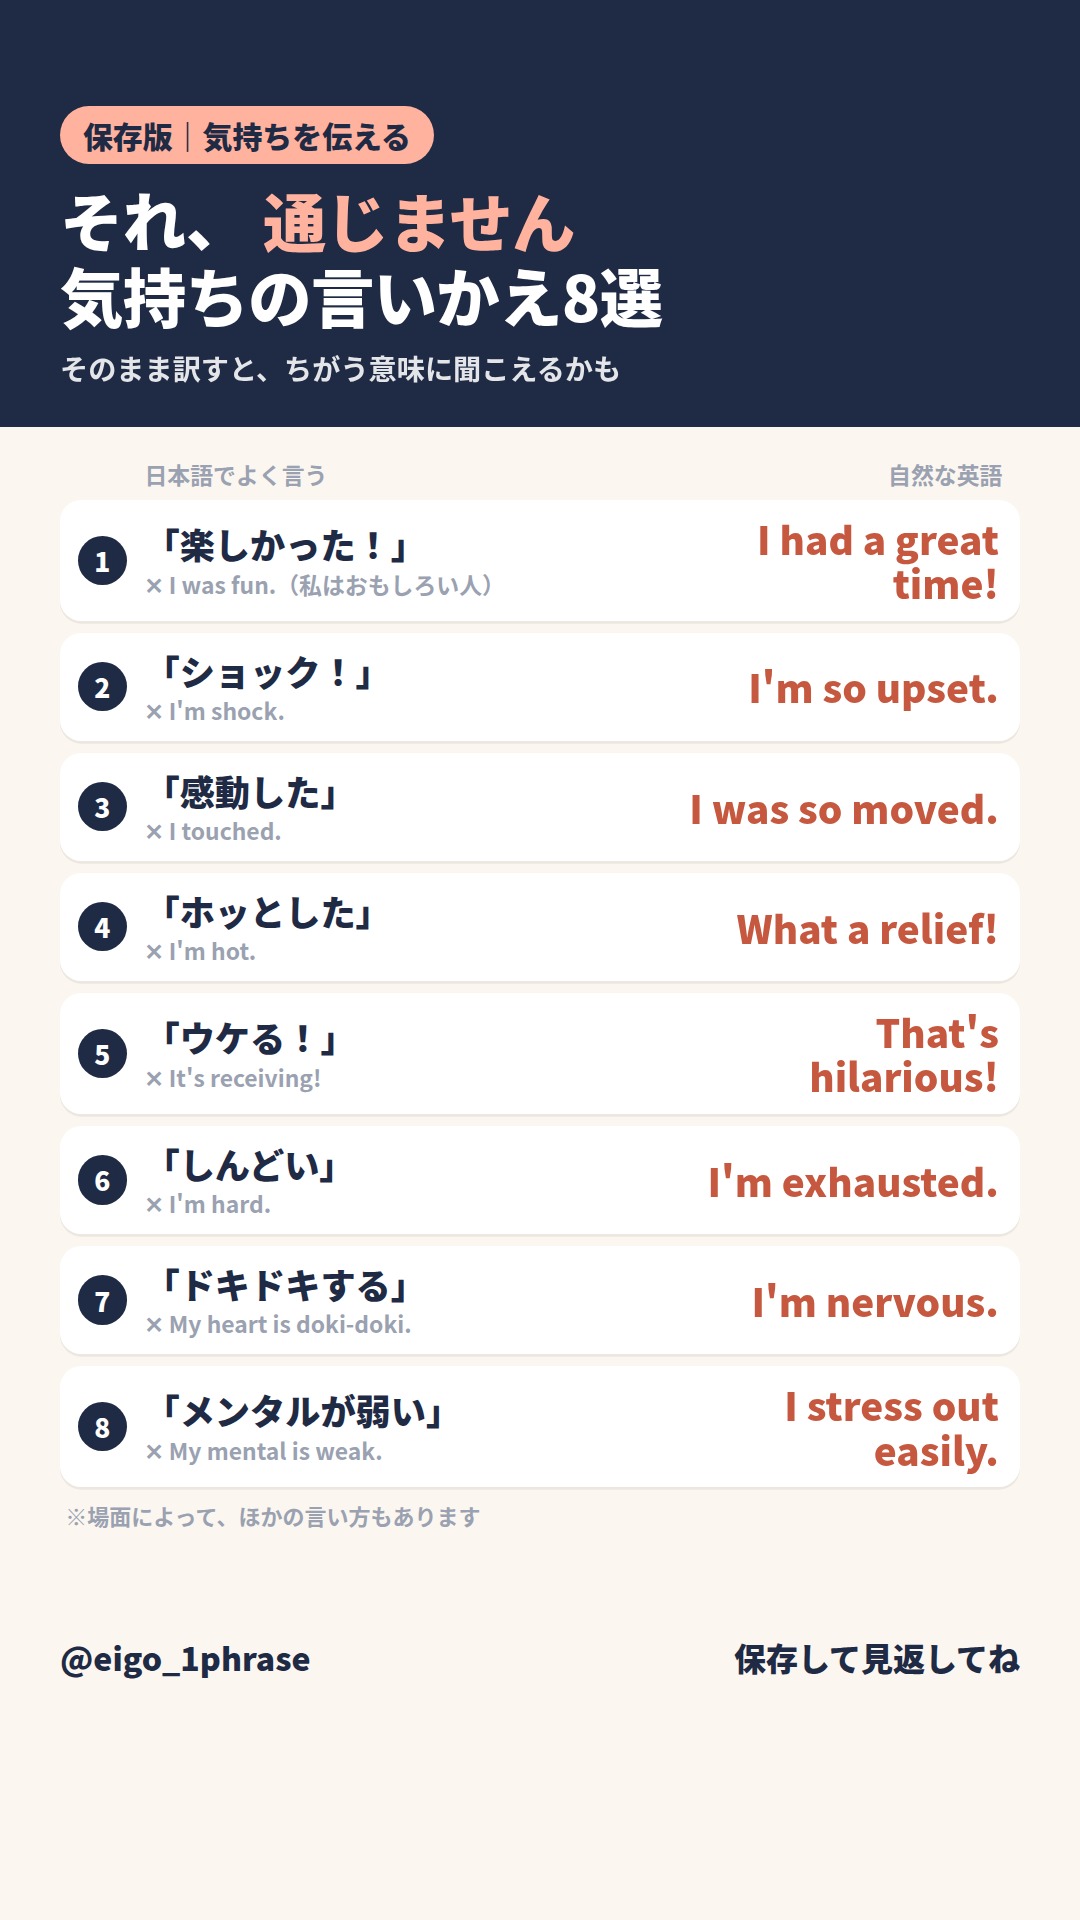 保存版｜気持ちを伝える
それ、通じません
気持ちの言いかえ8選
そのまま訳すと、ちがう意味に聞こえるかも
日本語でよく言う 自然な英語
1 「楽しかった！」 I had a great
× I was fun.（私はおもしろい人） time!
2 「ショック！」 I'm so upset.
× I'm shock.
3 「感動した」 I was so moved.
× I touched.
4 「ホッとした」 What a relief!
× I'm hot.
5 「ウケる！」 That's
× It's receiving! hilarious!
6 「しんどい」 I'm exhausted.
× I'm hard.
7 「ドキドキする」 I'm nervous.
× My heart is doki-doki.
8 「メンタルが弱い」 I stress out
× My mental is weak. easily.
※場面によって、ほかの言い方もあります
@eigo_1phrase 保存して見返してね